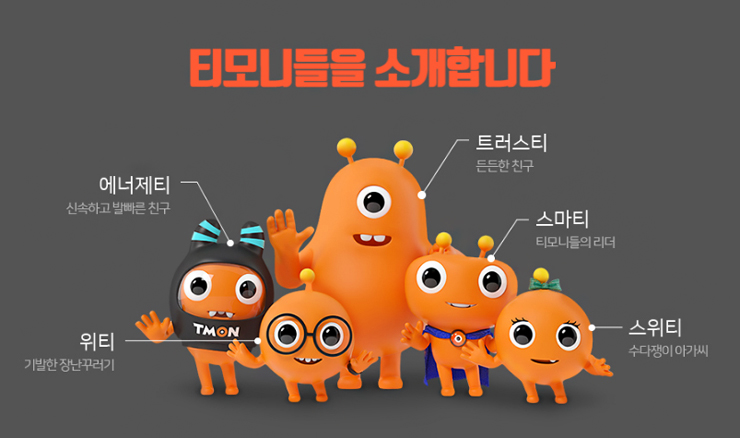 티모니들을 소개합니다
트러스티
든든한 친구
에너제티
신속하고 발빠른 친구
스마티
티모니들의 리더
TMON
위티
기발한 장난꾸러기
스위티
수다쟁이 아가씨